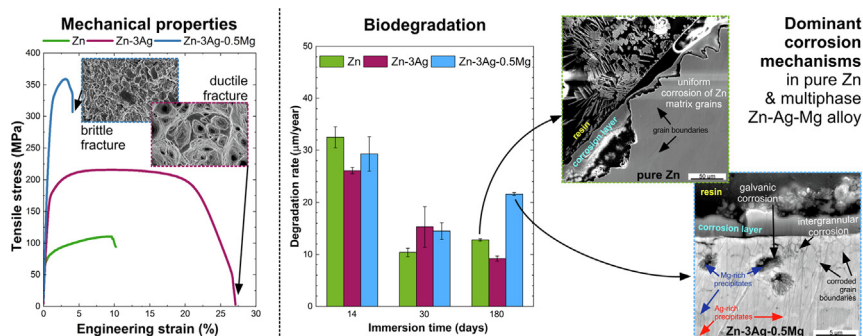 Mechanical properties
Zn Zn-3Ag Zn-3Ag-0.5Mg
Tensile stress (MPa)
400
350
300
250
200
150
100
50
0
0 5 10 15 20 25 30
Engineering strain (%)
brittle
fracture
ductile
fracture
Biodegradation
Zn Zn-3Ag Zn-3Ag-0.5Mg
Degradation rate (µm/year)
50
40
30
20
10
0
14 30 180
Immersion time (days)
uniform
corrosion of Zn
matrix grains
resin
corrosion layer
grain boundaries
pure Zn
50 µm
Dominant
corrosion
mechanisms
in pure Zn
& multiphase
Zn-Ag-Mg alloy
resin
galvanic
corrosion
intergrannular
corrosion
corrosion layer
Mg-rich
precipitates
corroded
grain
boundaries
Ag-rich
precipitates
Zn-3Ag-0.5Mg
5 µm